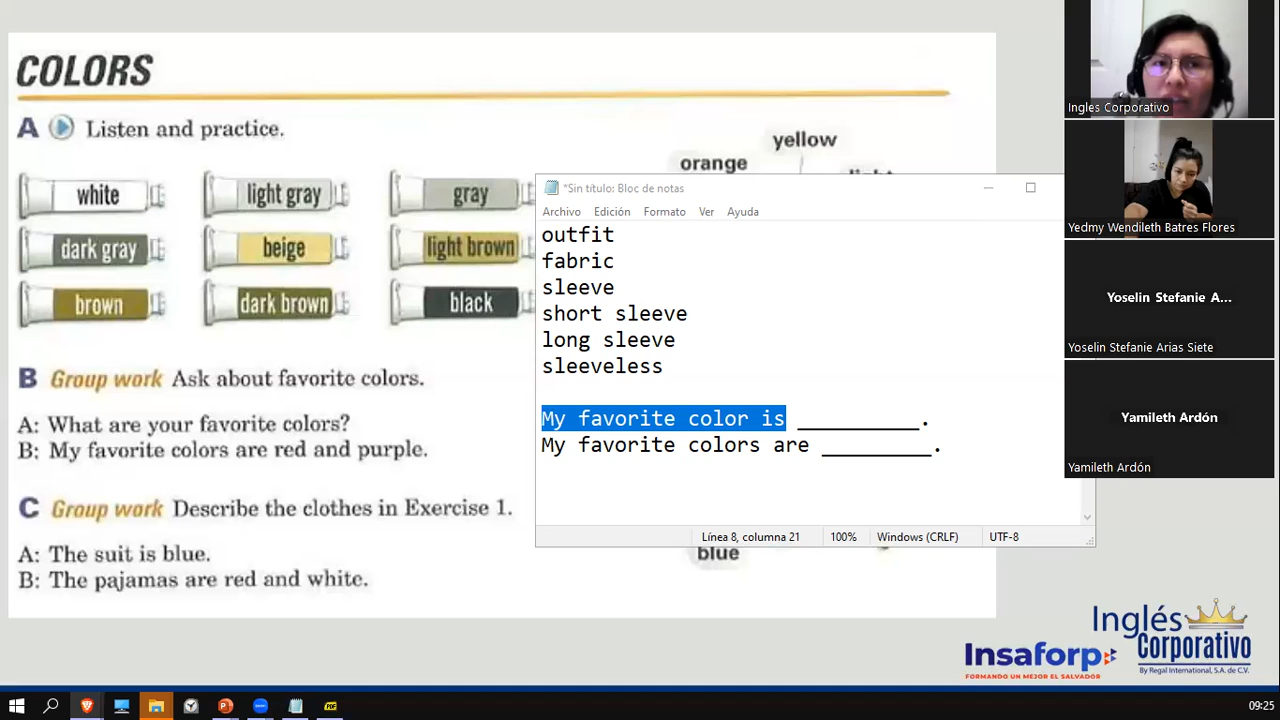 COLORS
A Listen and practice.
white
light gray
gray
dark gray
beige
light brown
brown
dark brown
black
yellow
orange
B Group work Ask about favorite colors.
A: What are your favorite colors?
B: My favorite colors are red and purple.
C Group work Describe the clothes in Exercise 1.
A: The suit is blue.
B: The pajamas are red and white.
blue
*Sin título: Bloc de notas
Archivo Edición Formato Ver Ayuda
outfit
fabric
sleeve
short sleeve
long sleeve
sleeveless
My favorite color is __________.
My favorite colors are _________.
Línea 8, columna 21 100% Windows (CRLF) UTF-8
Ingles Corporativo
Yedmy Wendileth Batres Flores
Yoselin Stefanie A...
Yoselin Stefanie Arias Siete
Yamileth Ardón
Yamileth Ardón
Insaforp
FORMANDO UN MEJOR EL SALVADOR
Inglés
Corporativo
By Regal International, S.A. de C.V.
09:25